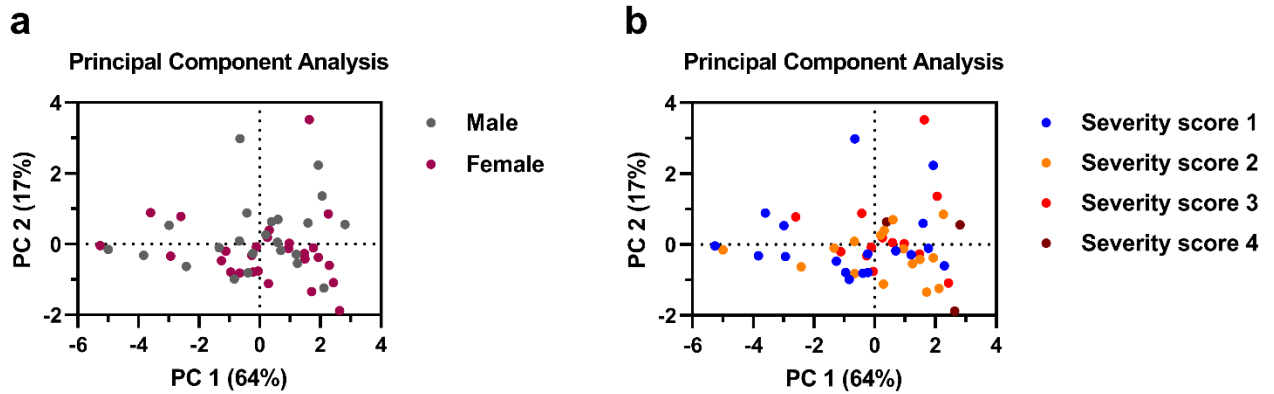 a
Principal Component Analysis
4
2
0
-2
-6
-4
-2
0
2
4
PC 2 (17%)
PC 1 (64%)
Male
Female
b
Principal Component Analysis
4
2
0
-2
-6
-4
-2
0
2
4
PC 2 (17%)
PC 1 (64%)
Severity score 1
Severity score 2
Severity score 3
Severity score 4